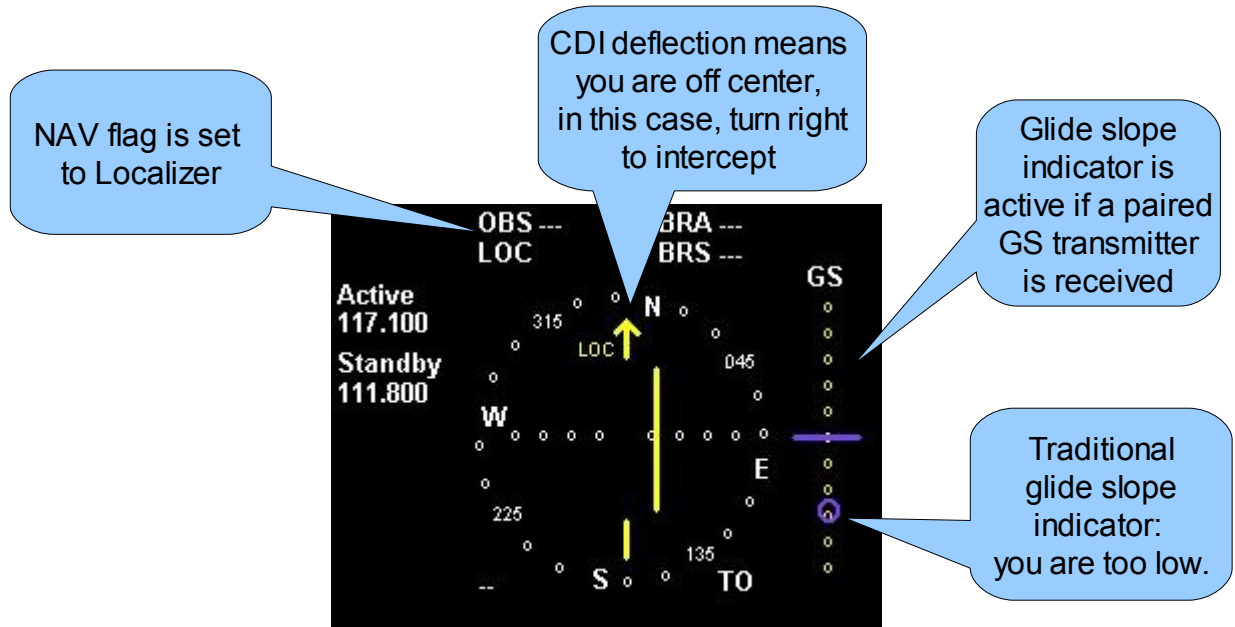 CDI deflection means
you are off center,
in this case, turn right
to intercept
NAV flag is set
to Localizer
Glide slope
indicator is
active if a paired
GS transmitter
is received
OBS ---
BRA ---
LOC
BRS ---
GS
Active
117.100
Standby
111.800
N
315
LOC
045
W
E
225
135
S
TO
--
Traditional
glide slope
indicator:
you are too low.